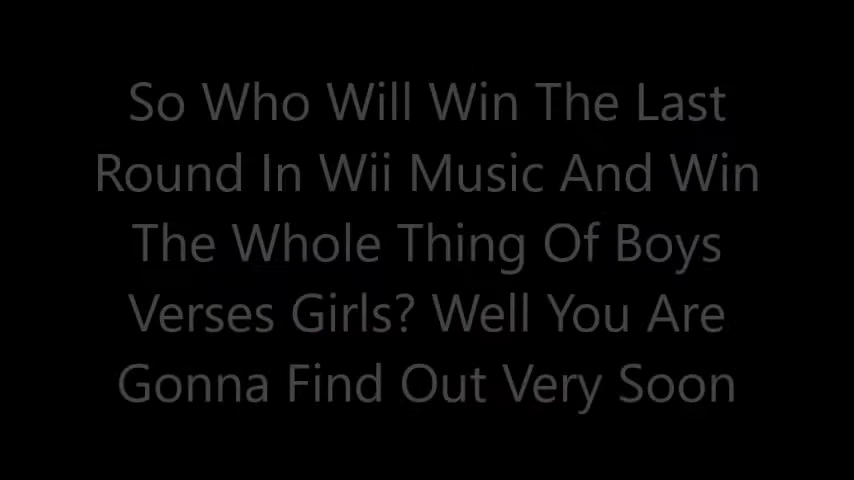 So Who Will Win The Last
Round In Wii Music And Win
The Whole Thing Of Boys
Verses Girls? Well You Are
Gonna Find Out Very Soon